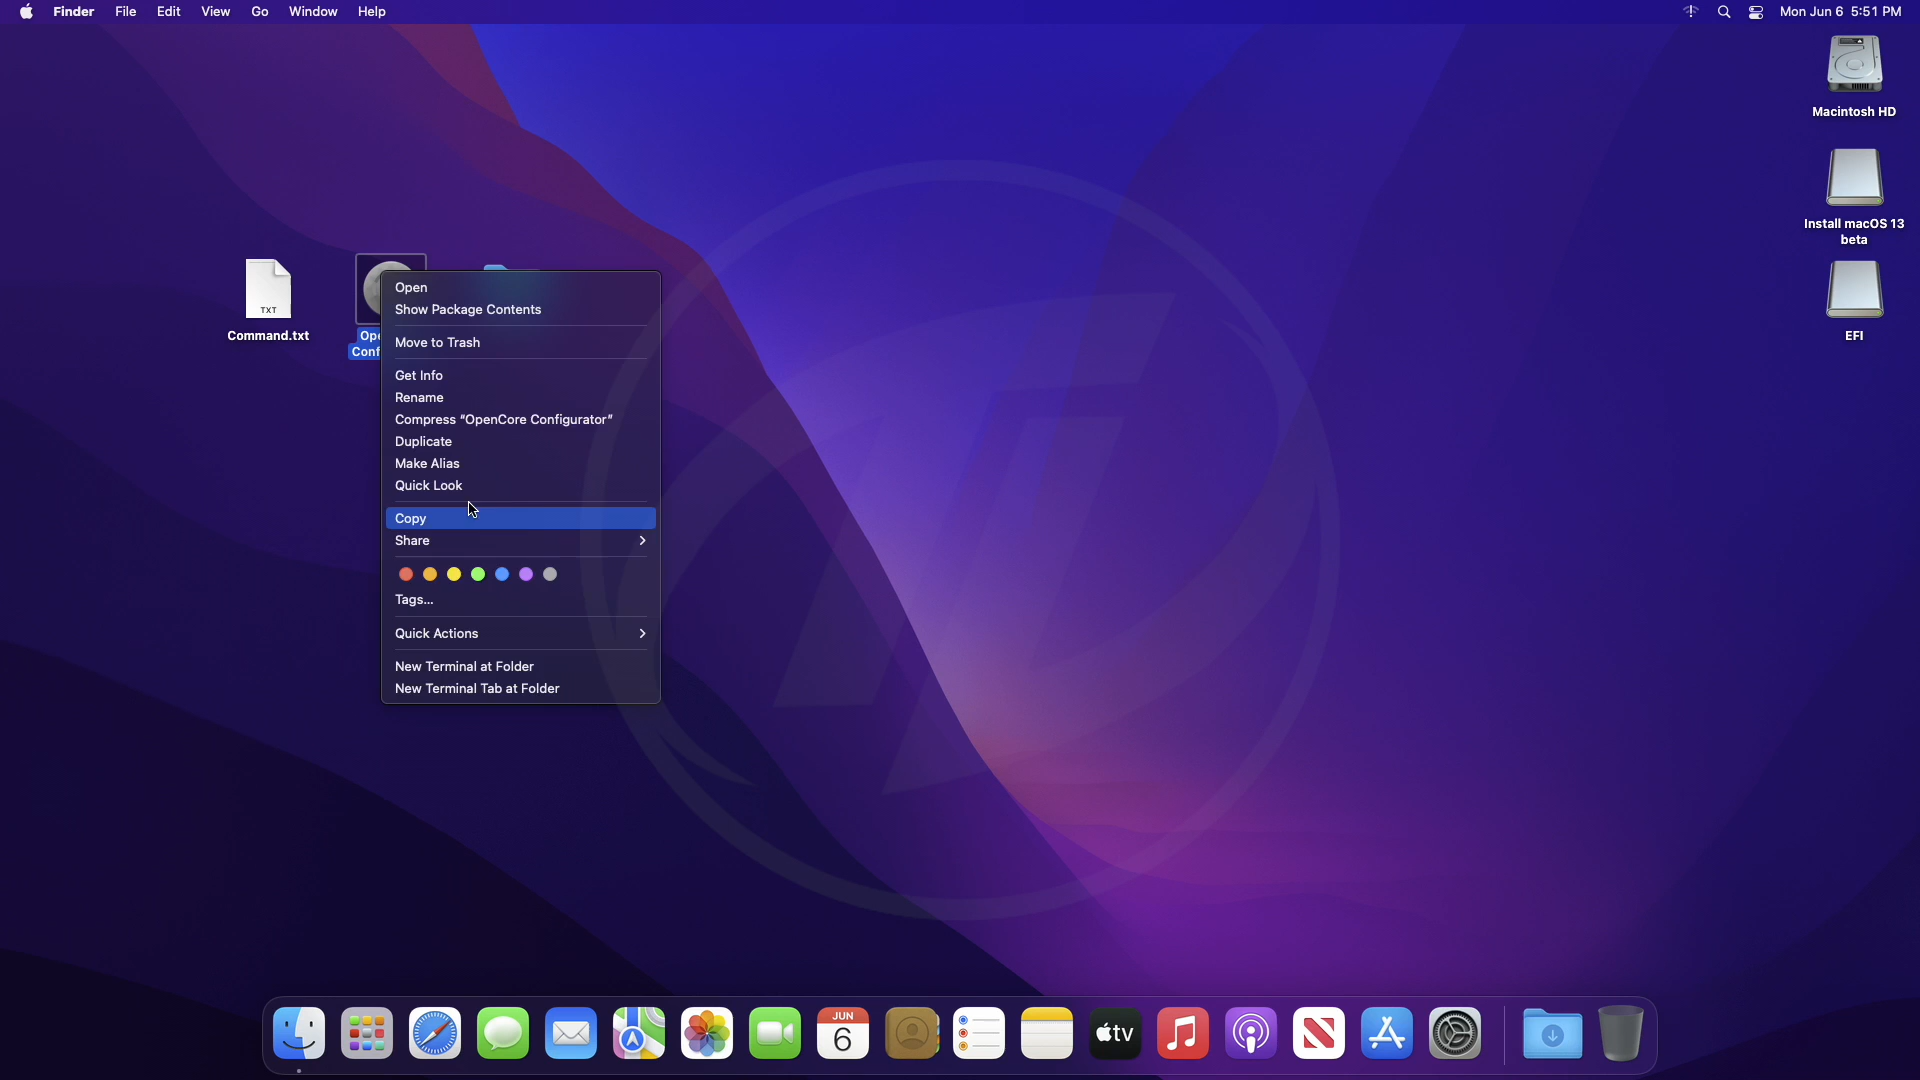 Finder File Edit View Go Window Help
Mon Jun 6 5:51 PM
Macintosh HD
Install macOS 13
beta
EFI
TXT
Command.txt
Open
Show Package Contents
Move to Trash
Get Info
Rename
Compress “OpenCore Configurator”
Duplicate
Make Alias
Quick Look
Copy
Share
Tags...
Quick Actions
New Terminal at Folder
New Terminal Tab at Folder
JUN
6
tv